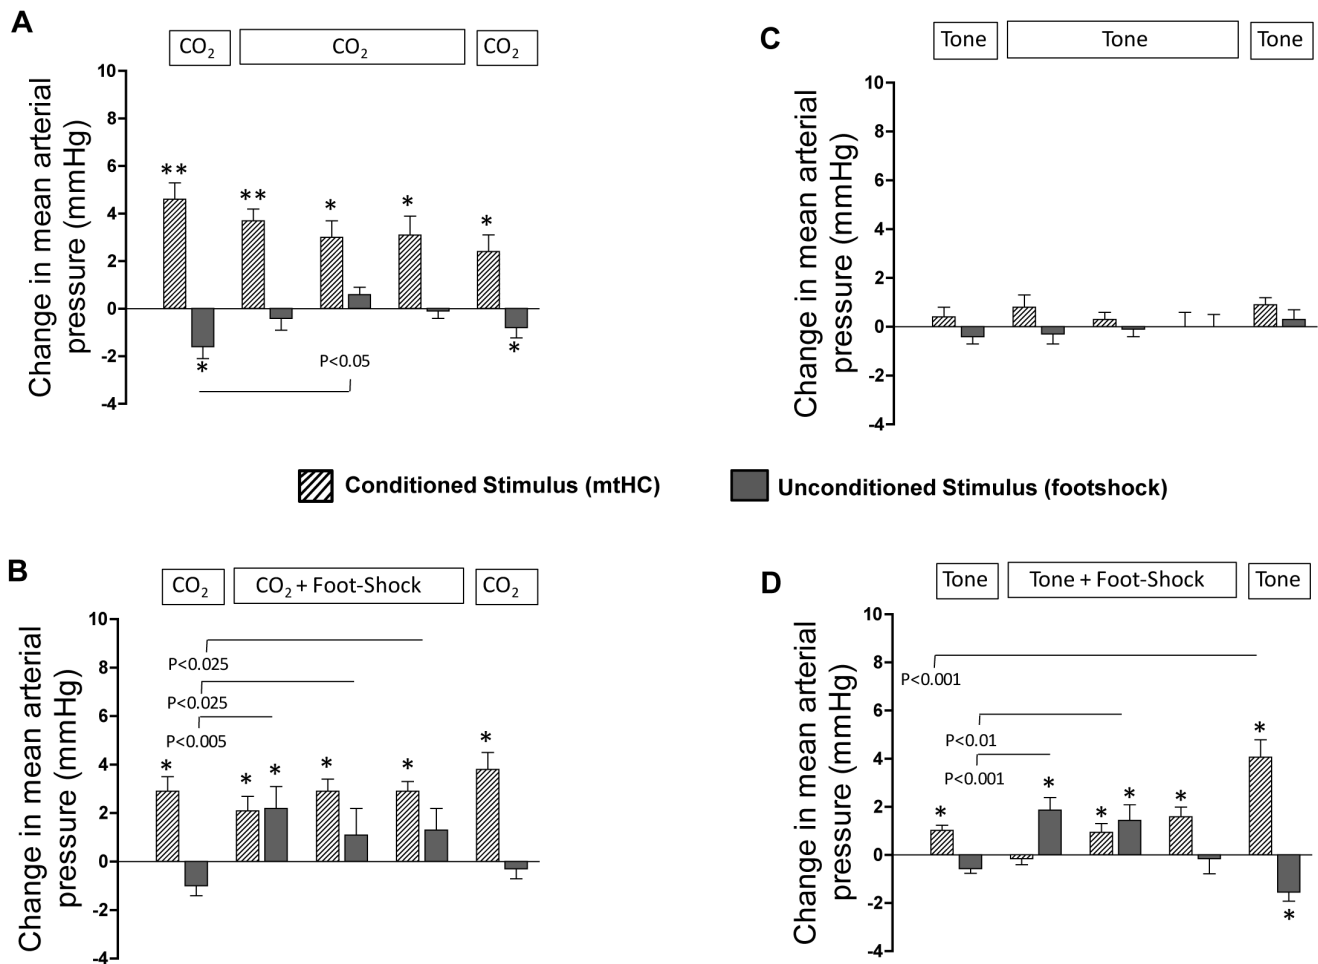 A
CO2 CO2 CO2
Change in mean arterial
pressure (mmHg)
10
8
6
4
2
0
-2
-4
** * ** * * * *
P<0.05
C
Tone Tone Tone
Change in mean arterial
pressure (mmHg)
10
8
6
4
2
0
-2
-4
Conditioned Stimulus (mtHC)
Unconditioned Stimulus (footshock)
B
CO2 CO2 + Foot-Shock CO2
Change in mean arterial
pressure (mmHg)
10
8
6
4
2
0
-2
-4
P<0.025
P<0.025
P<0.005
* * * * * *
D
Tone Tone + Foot-Shock Tone
Change in mean arterial
pressure (mmHg)
10
8
6
4
2
0
-2
-4
P<0.001
P<0.01
P<0.001
* * * * * * *